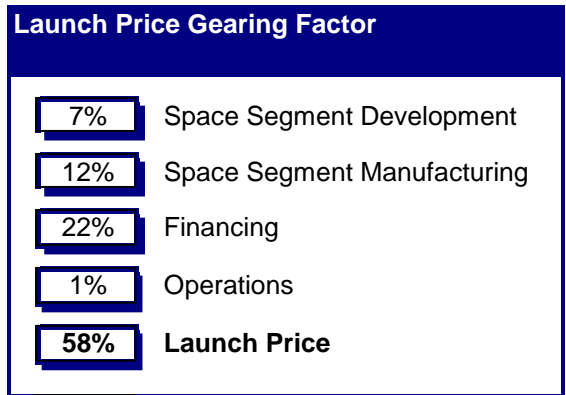 Launch Price Gearing Factor
7% Space Segment Development
12% Space Segment Manufacturing
22% Financing
1% Operations
58% Launch Price